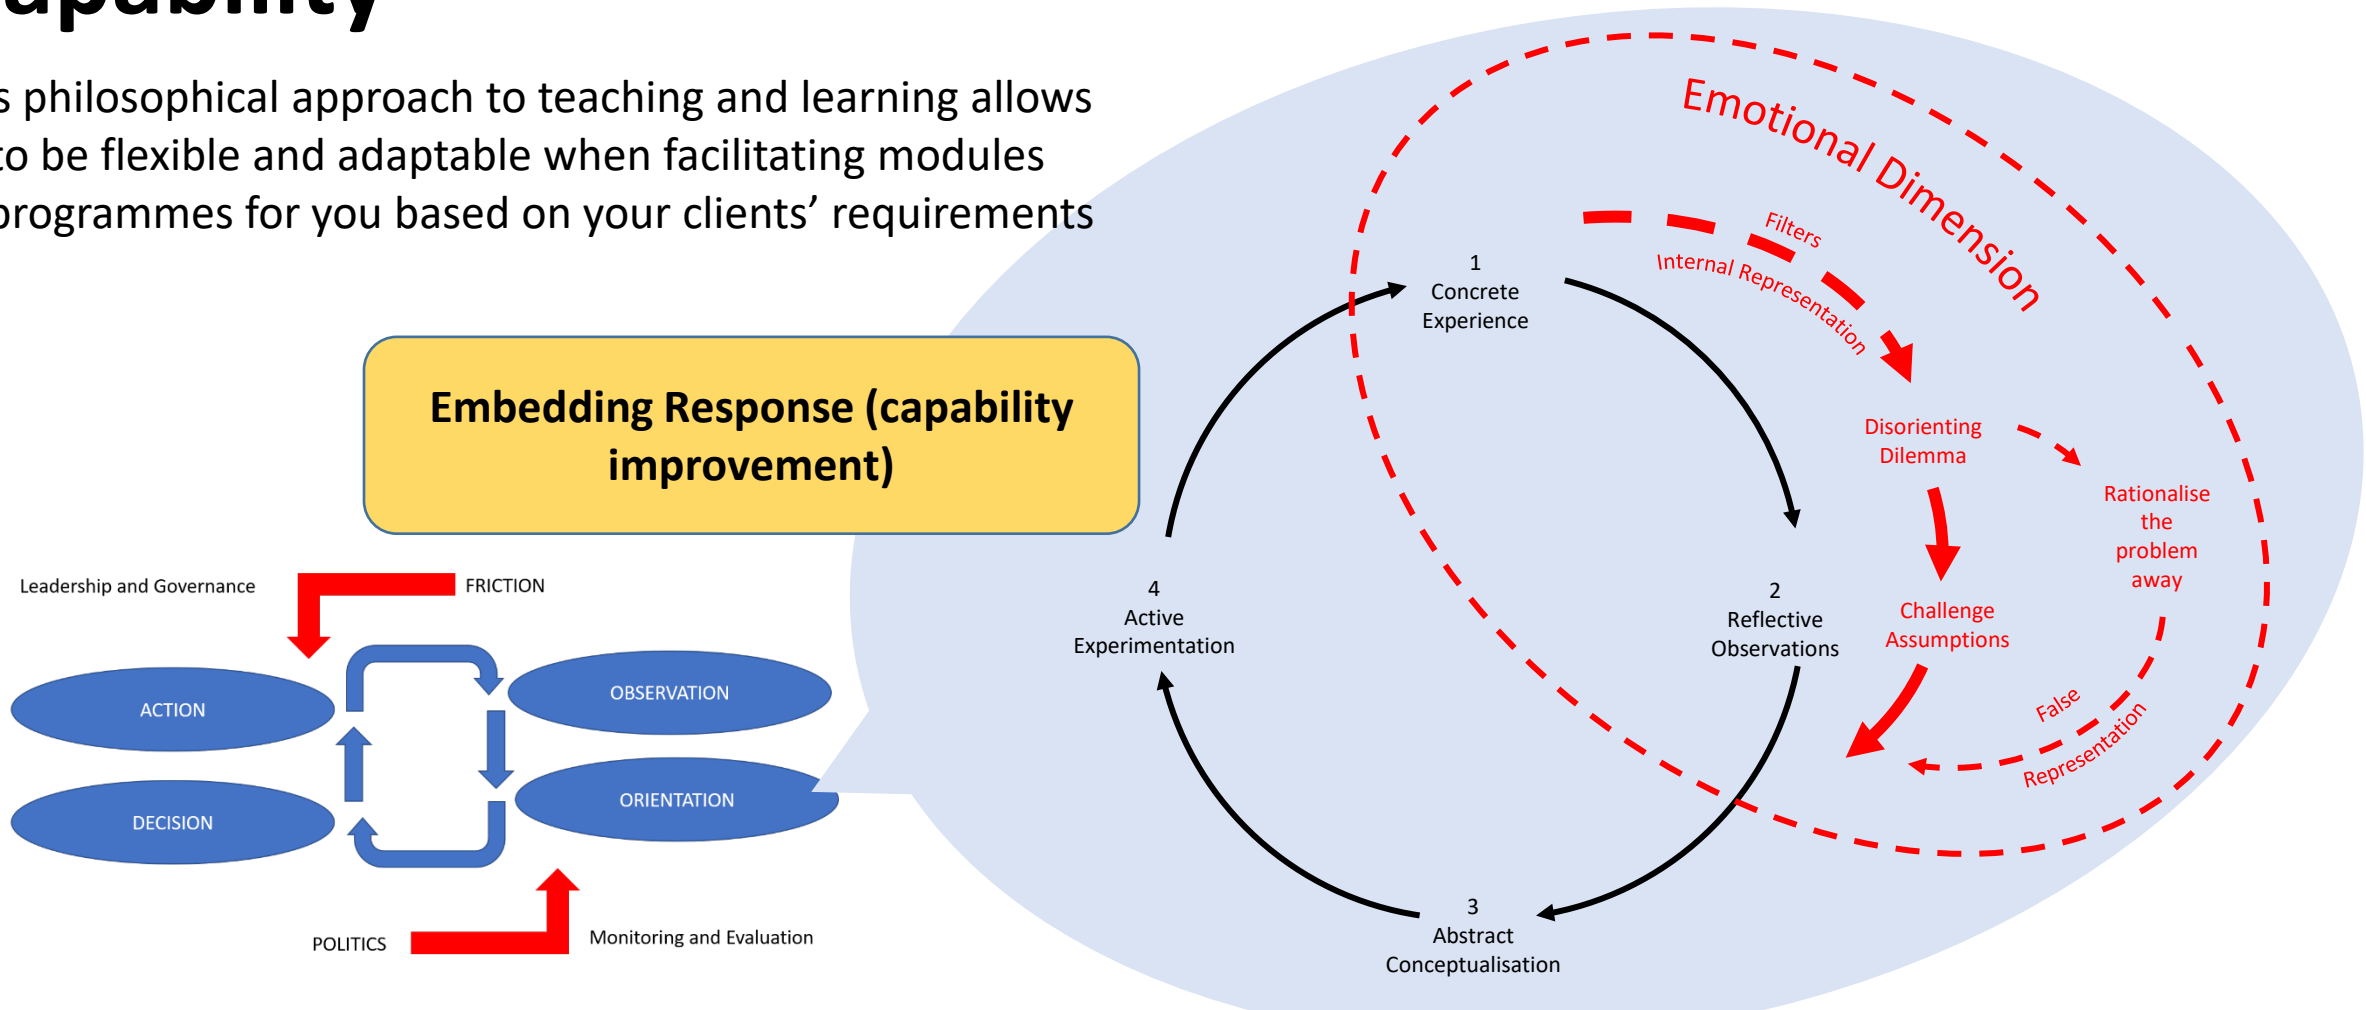 s philosophical approach to teaching and learning allows
to be flexible and adaptable when facilitating modules
programmes for you based on your clients' requirements
Embedding Response (capability
improvement)
Leadership and Governance
FRICTION
ACTION
OBSERVATION
DECISION
ORIENTATION
POLITICS
Monitoring and Evaluation
Emotional Dimension
Filters
Internal Representation
1
Concrete
Experience
Disorienting
Dilemma
Rationalise
the
problem
away
Challenge
Assumptions
False
Representation
2
Reflective
Observations
3
Abstract
Conceptualisation
4
Active
Experimentation